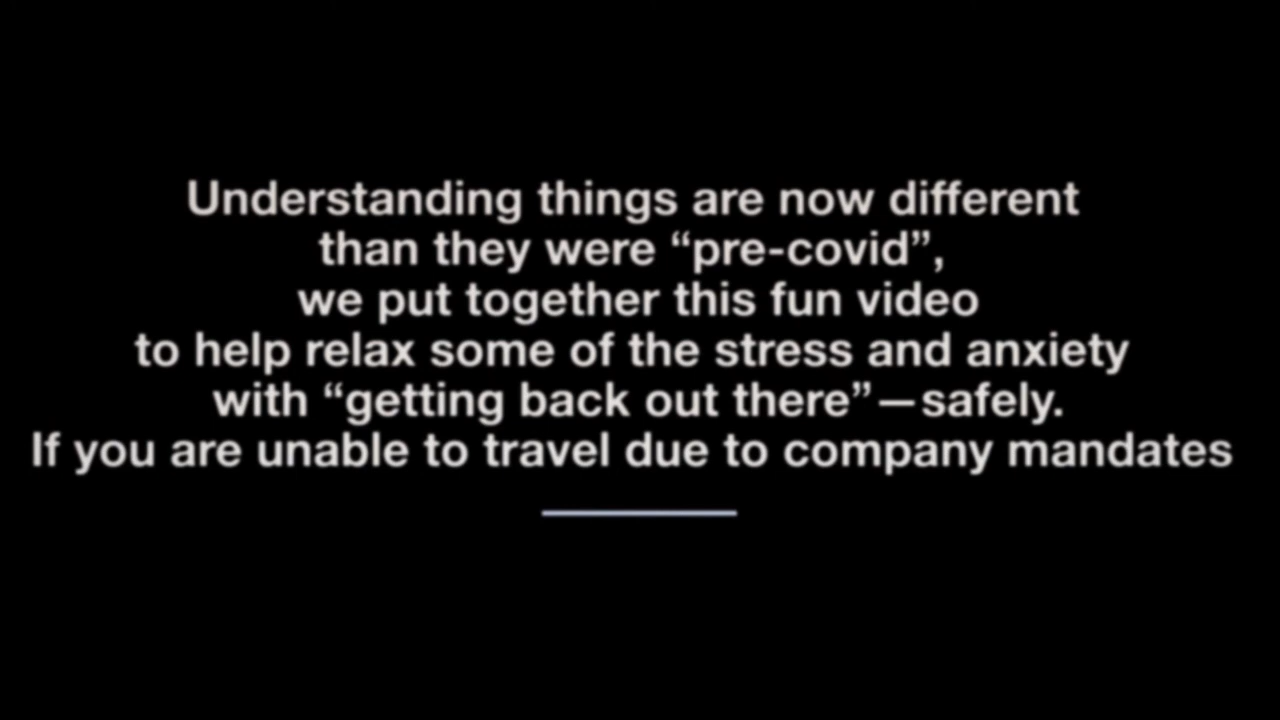 Understanding things are now different
than they were “pre-covid”,
we put together this fun video
to help relax some of the stress and anxiety
with “getting back out there”—safely.
If you are unable to travel due to company mandates